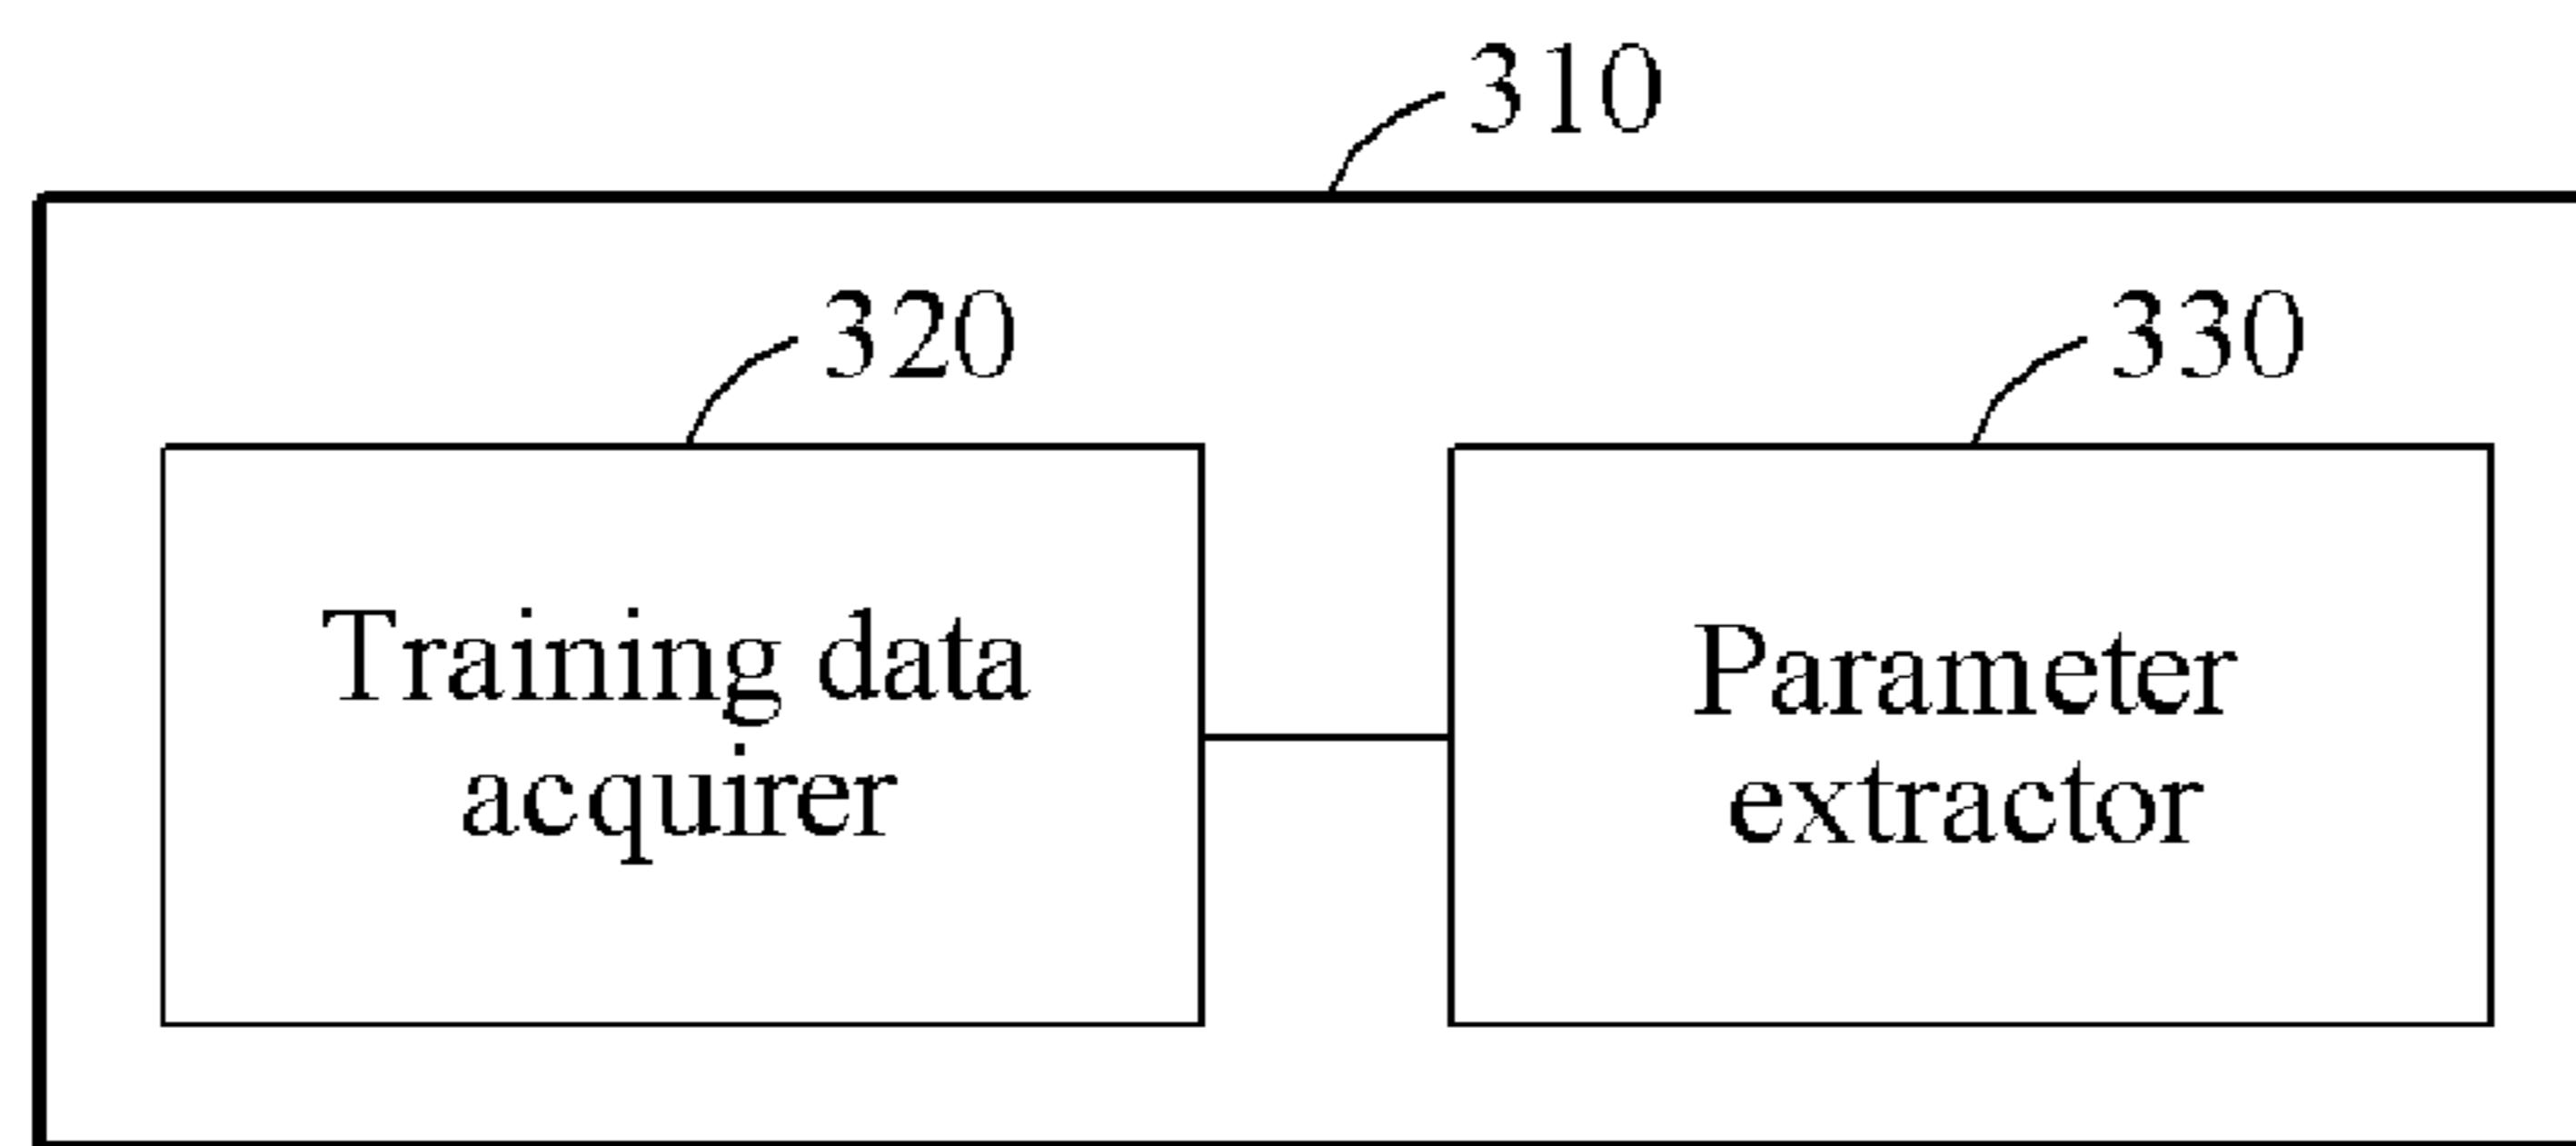 310
320
330
Training data
acquirer
Parameter
extractor